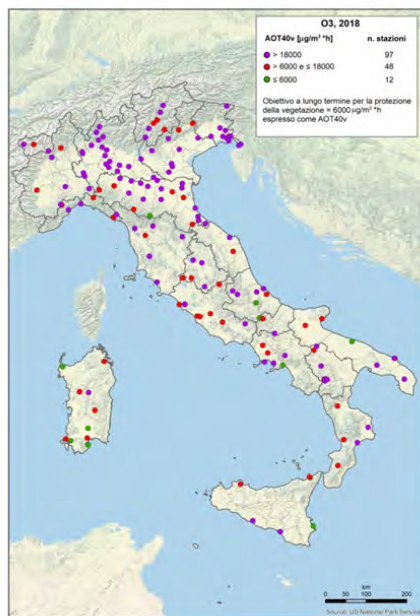 O3, 2018
AOT40v [µg/m³ *h] n. stazioni
> 18000 97
> 6000 e ≤ 18000 48
≤ 6000 12
Obiettivo a lungo termine per la protezione
della vegetazione = 6000 µg/m³ *h
espresso come AOT40v
km
0 50 100 200
Source: US National Park Service